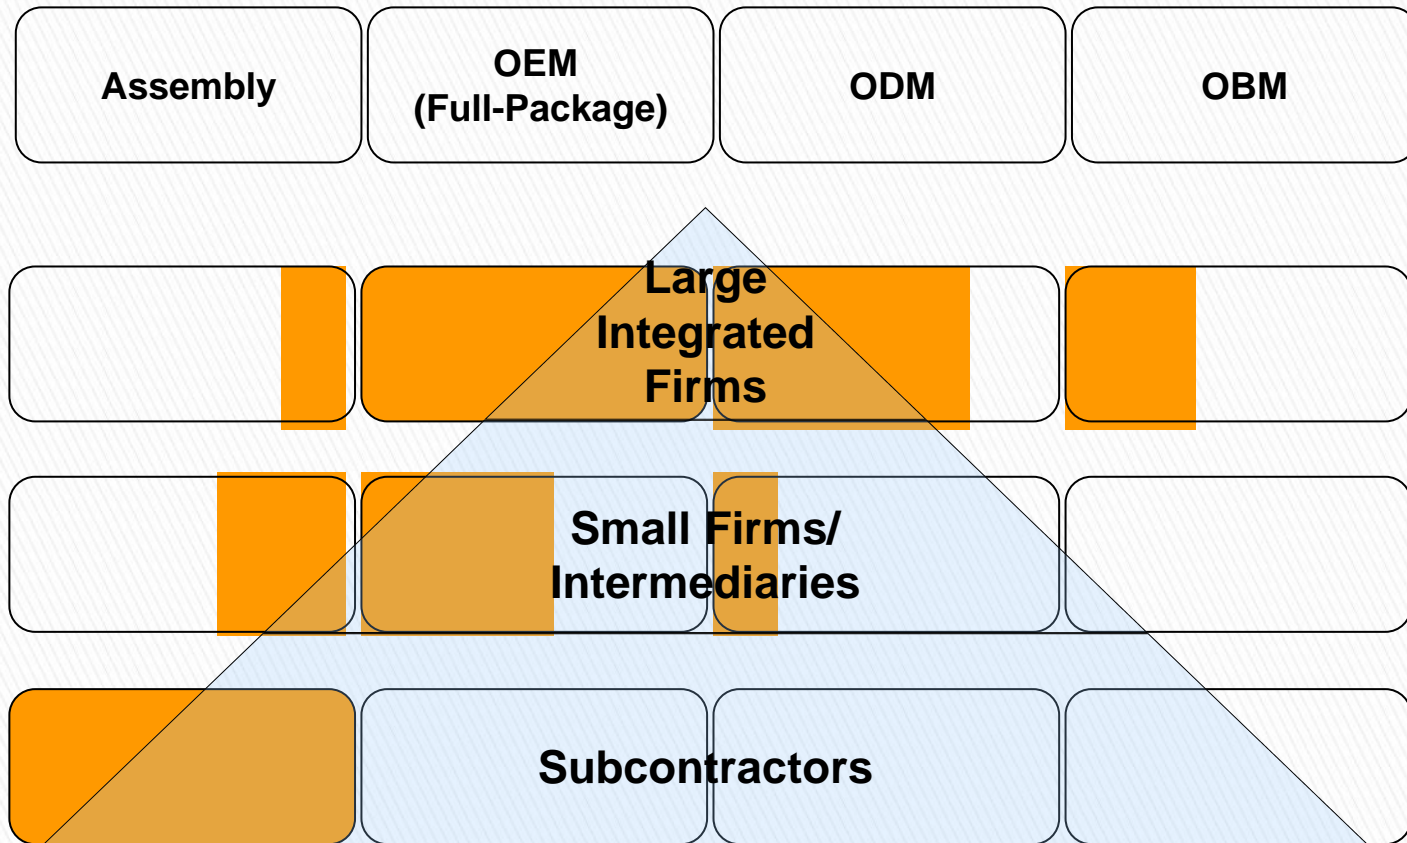 Assembly
OEM
(Full-Package)
ODM
OBM
Large
Integrated
Firms
Small Firms/
Intermediaries
Subcontractors